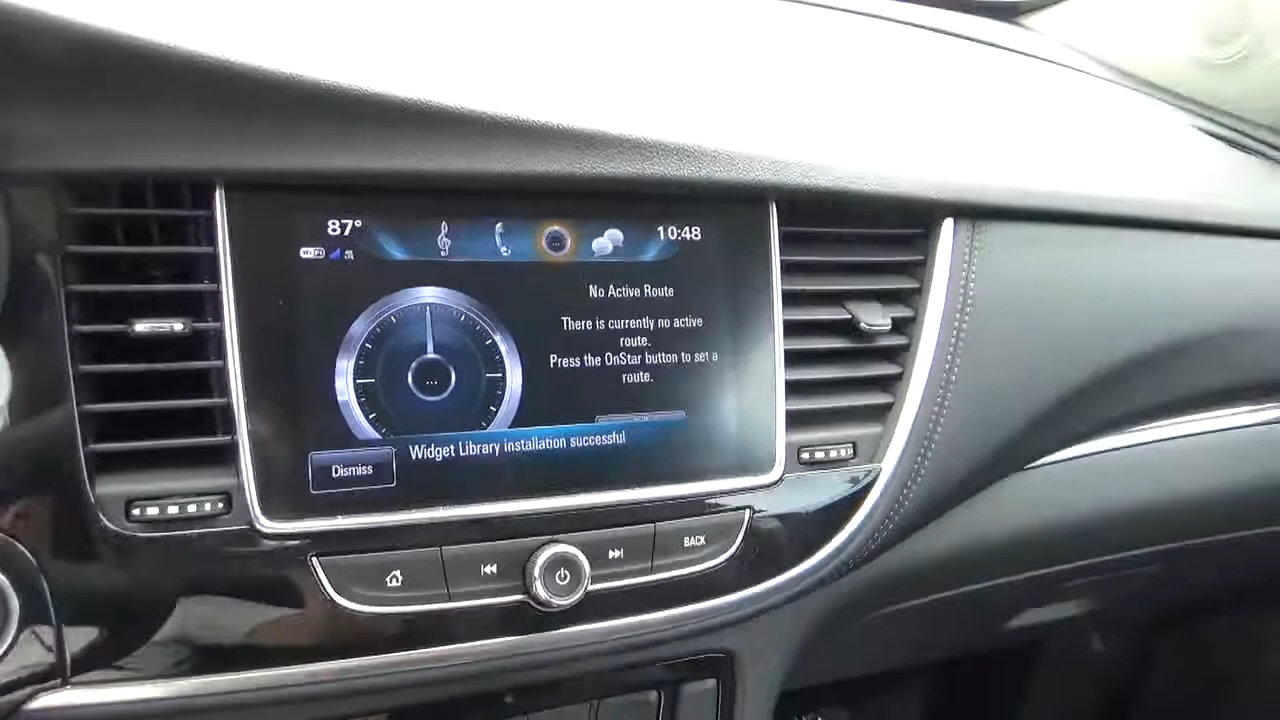 87° 10:48
WiFi
No Active Route
There is currently no active
route.
Press the OnStar button to set a
route.
Widget Library installation successful
Dismiss
BACK